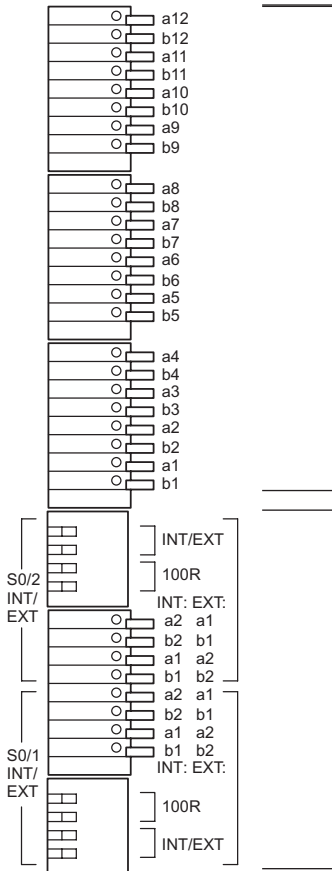 a12
b12
a11
b11
a10
b10
a9
b9
a8
b8
a7
b7
a6
b6
a5
b5
a4
b4
a3
b3
a2
b2
a1
b1
S0/2
INT/
EXT
INT/EXT
100R
INT: EXT:
a2 a1
b2 b1
a1 a2
b1 b2
a2 a1
b2 b1
a1 a2
b1 b2
INT: EXT:
S0/1
INT/
EXT
100R
INT/EXT